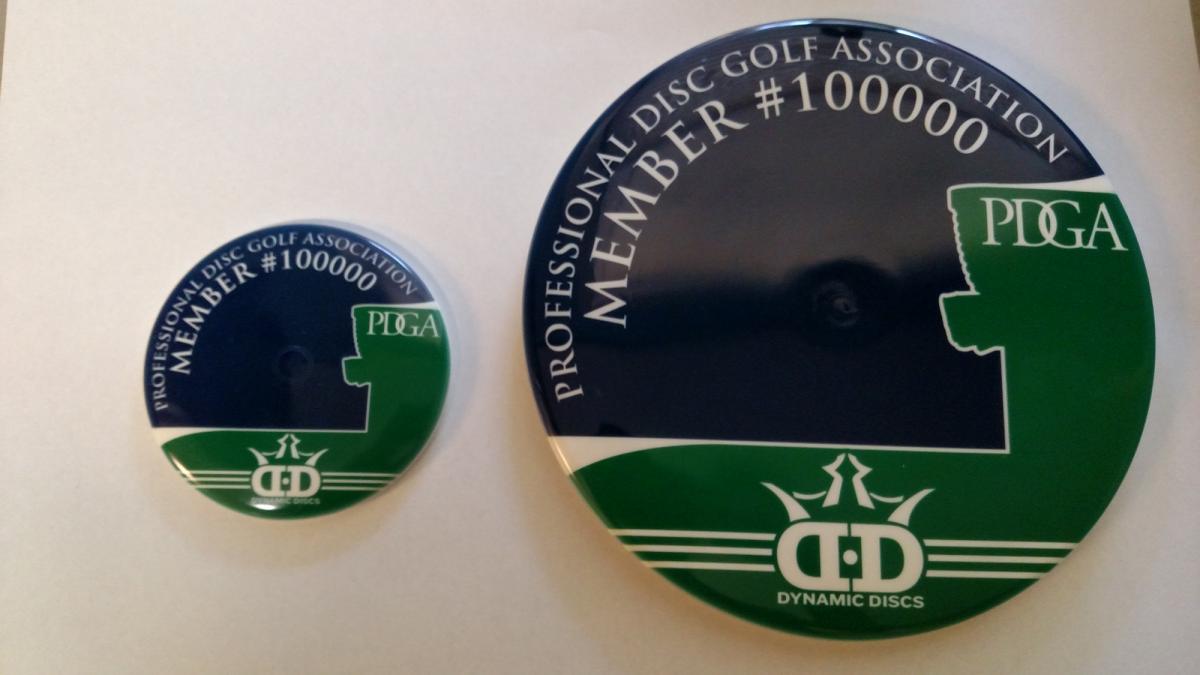 PROFESSIONAL DISC GOLF ASSOCIATION
MEMBER #100000
PDGA
DD
DYNAMIC DISCS
PROFESSIONAL DISC GOLF ASSOCIATION
MEMBER #100000
PDGA
DD
DYNAMIC DISCS